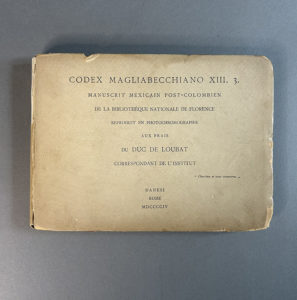 CODEX MAGLIABECCHIANO XIII. 3.
MANUSCRIT MEXICAIN POST-COLOMBIEN
DE LA BIBLIOTHÈQUE NATIONALE DE FLORENCE
REPRODUIT EN PHOTOCHROMOGRAPHIE
AUX FRAIS
DU DUC DE LOUBAT
CORRESPONDANT DE L'INSTITUT
DANESI
ROME
MDCCCCIV